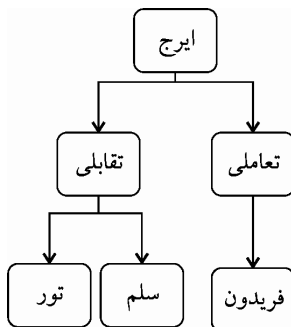 ایرج
تعاملی
تقابلی
فریدون
سلم
تور